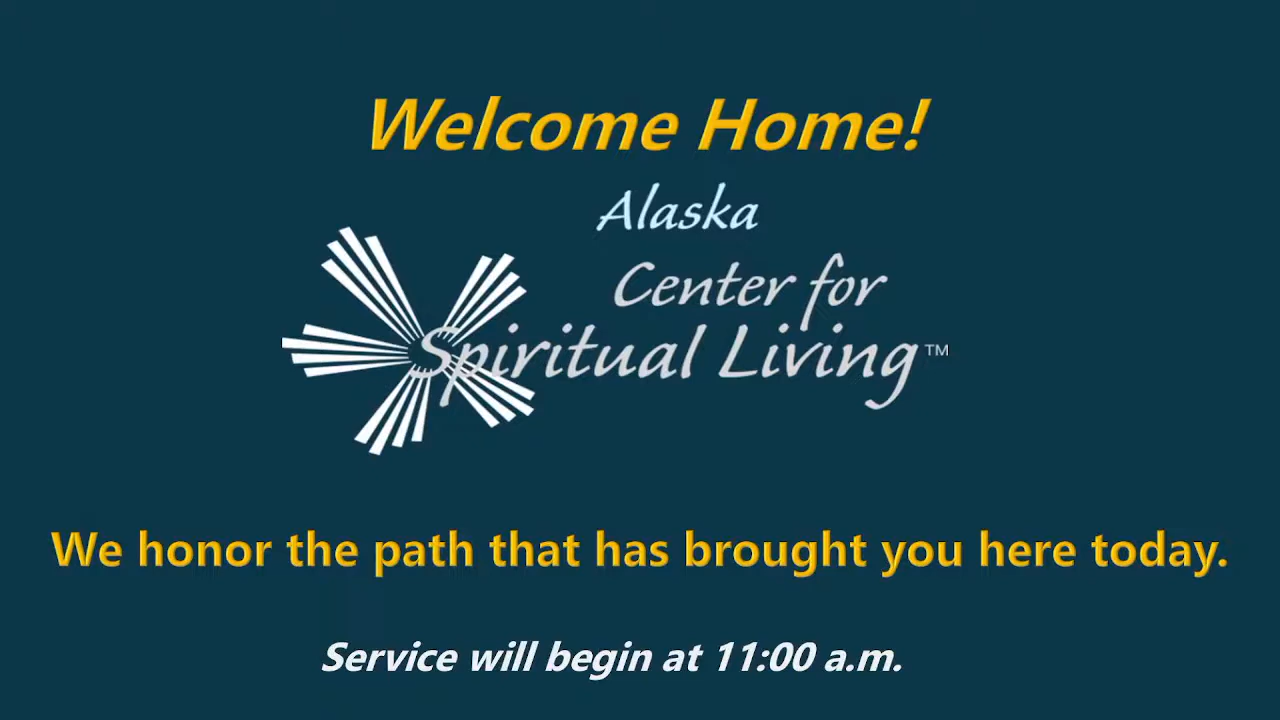 Welcome Home!
Alaska
Center for
Spiritual Living™
We honor the path that has brought you here today.
Service will begin at 11:00 a.m.